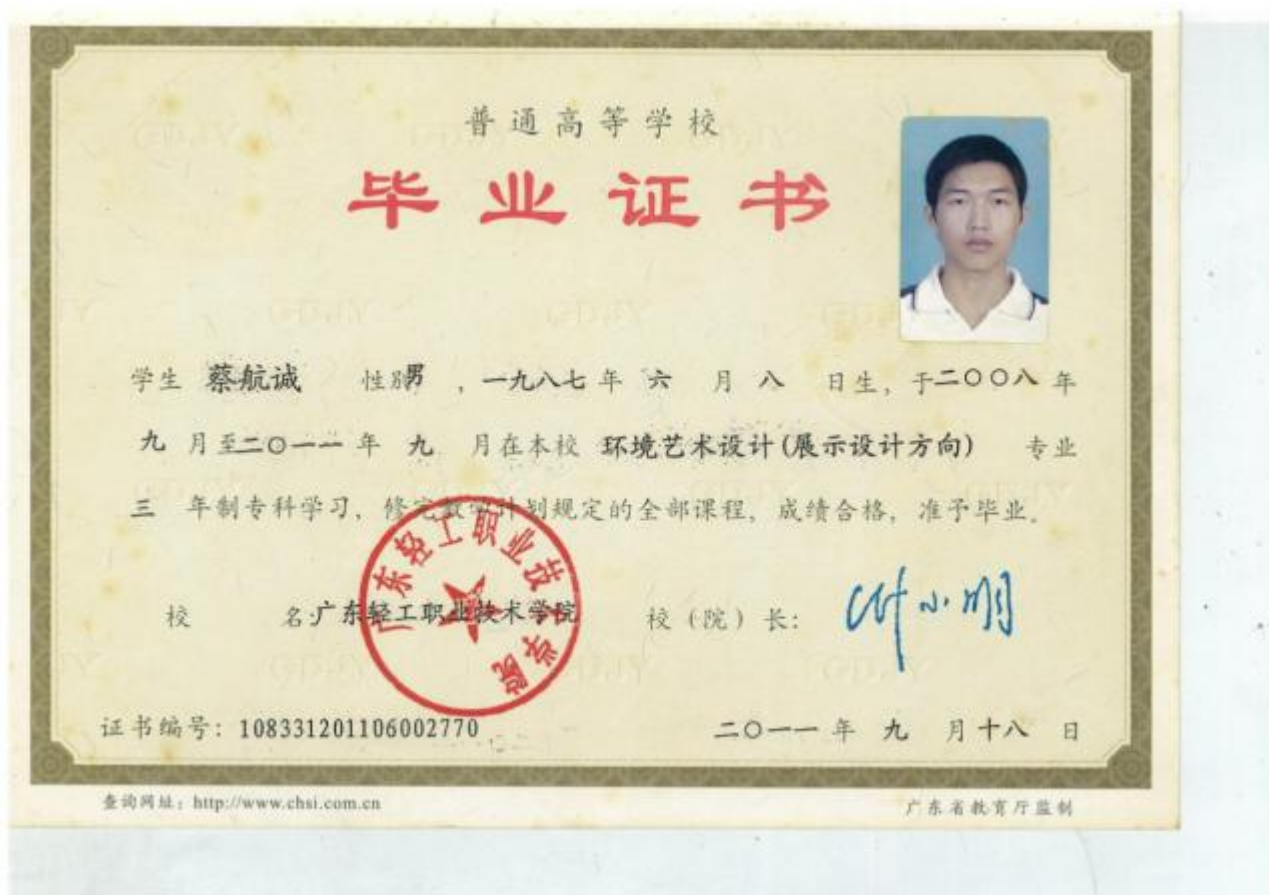 普通高等学校
毕业证书
学生 蔡航诚 性别 男 ，一九八七 年 六 月 八 日生，于二〇〇八 年
九 月至二〇一一 年 九 月在本校 环境艺术设计(展示设计方向) 专业
三 年制专科学习，修完教学计划规定的全部课程，成绩合格，准予毕业。
校 名:广东轻工职业技术学院 校（院）长：
广东轻工职业技术学院
证书编号：108331201106002770 二〇一一 年 九 月 十八 日
查询网址：http://www.chsi.com.cn 广东省教育厅监制